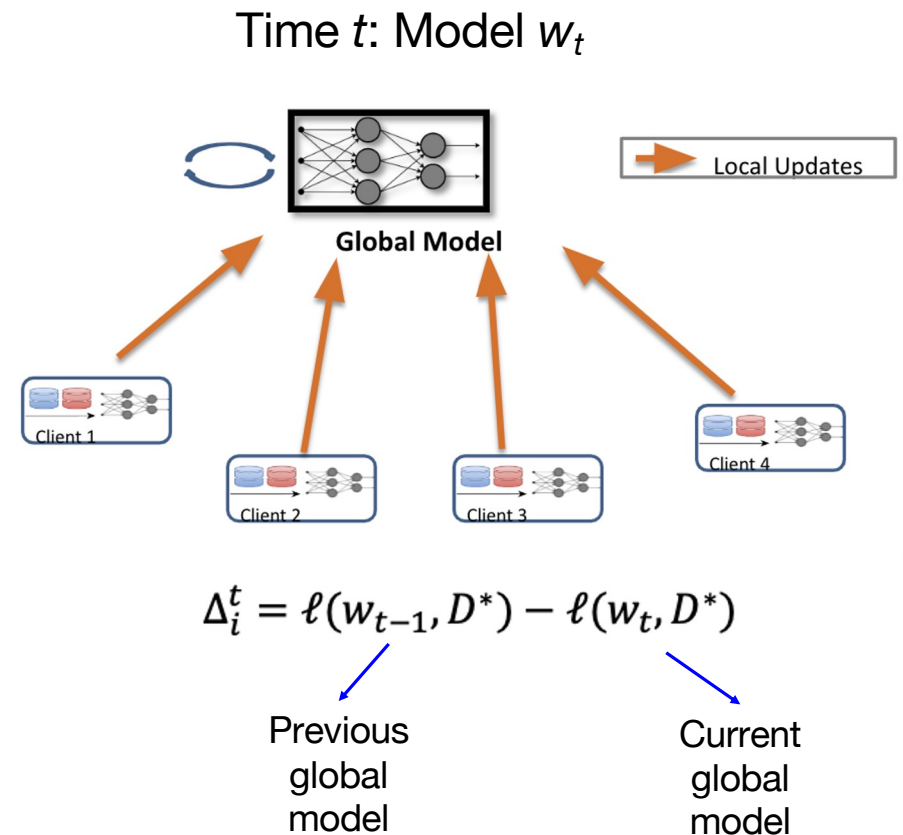 Time t: Model w_t
Local Updates
Global Model
Client 1
Client 4
Client 2
Client 3
Δ_i^t = ℓ(w_{t−1}, D*) − ℓ(w_t, D*)
Previous
global
model
Current
global
model